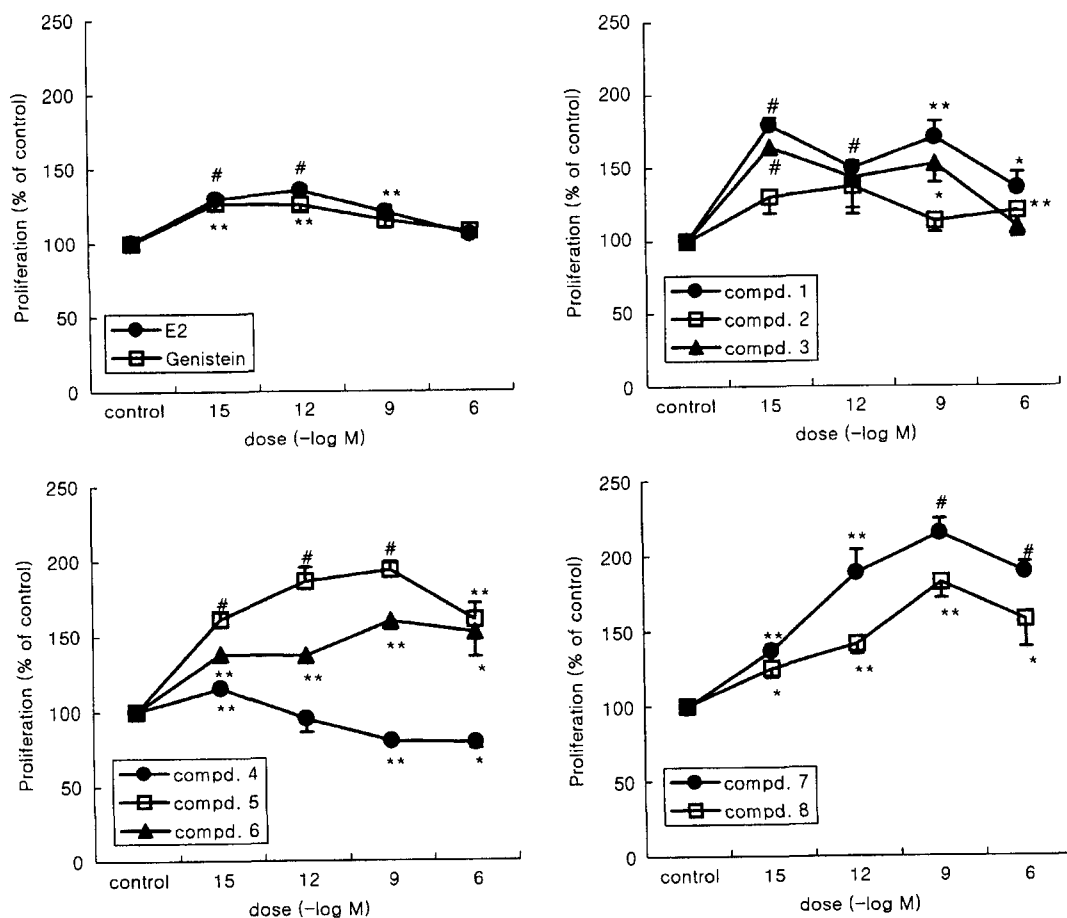 250
200
150
100
50
0
Proliferation (% of control)
#
#
**
**
**
E2
Genistein
control 15 12 9 6
dose (-log M)
250
200
150
100
50
0
Proliferation (% of control)
#
#
#
**
*
*
**
compd. 1
compd. 2
compd. 3
control 15 12 9 6
dose (-log M)
250
200
150
100
50
0
Proliferation (% of control)
#
#
#
**
**
**
**
*
**
**
*
compd. 4
compd. 5
compd. 6
control 15 12 9 6
dose (-log M)
250
200
150
100
50
0
Proliferation (% of control)
**
**
#
#
*
**
**
*
compd. 7
compd. 8
control 15 12 9 6
dose (-log M)